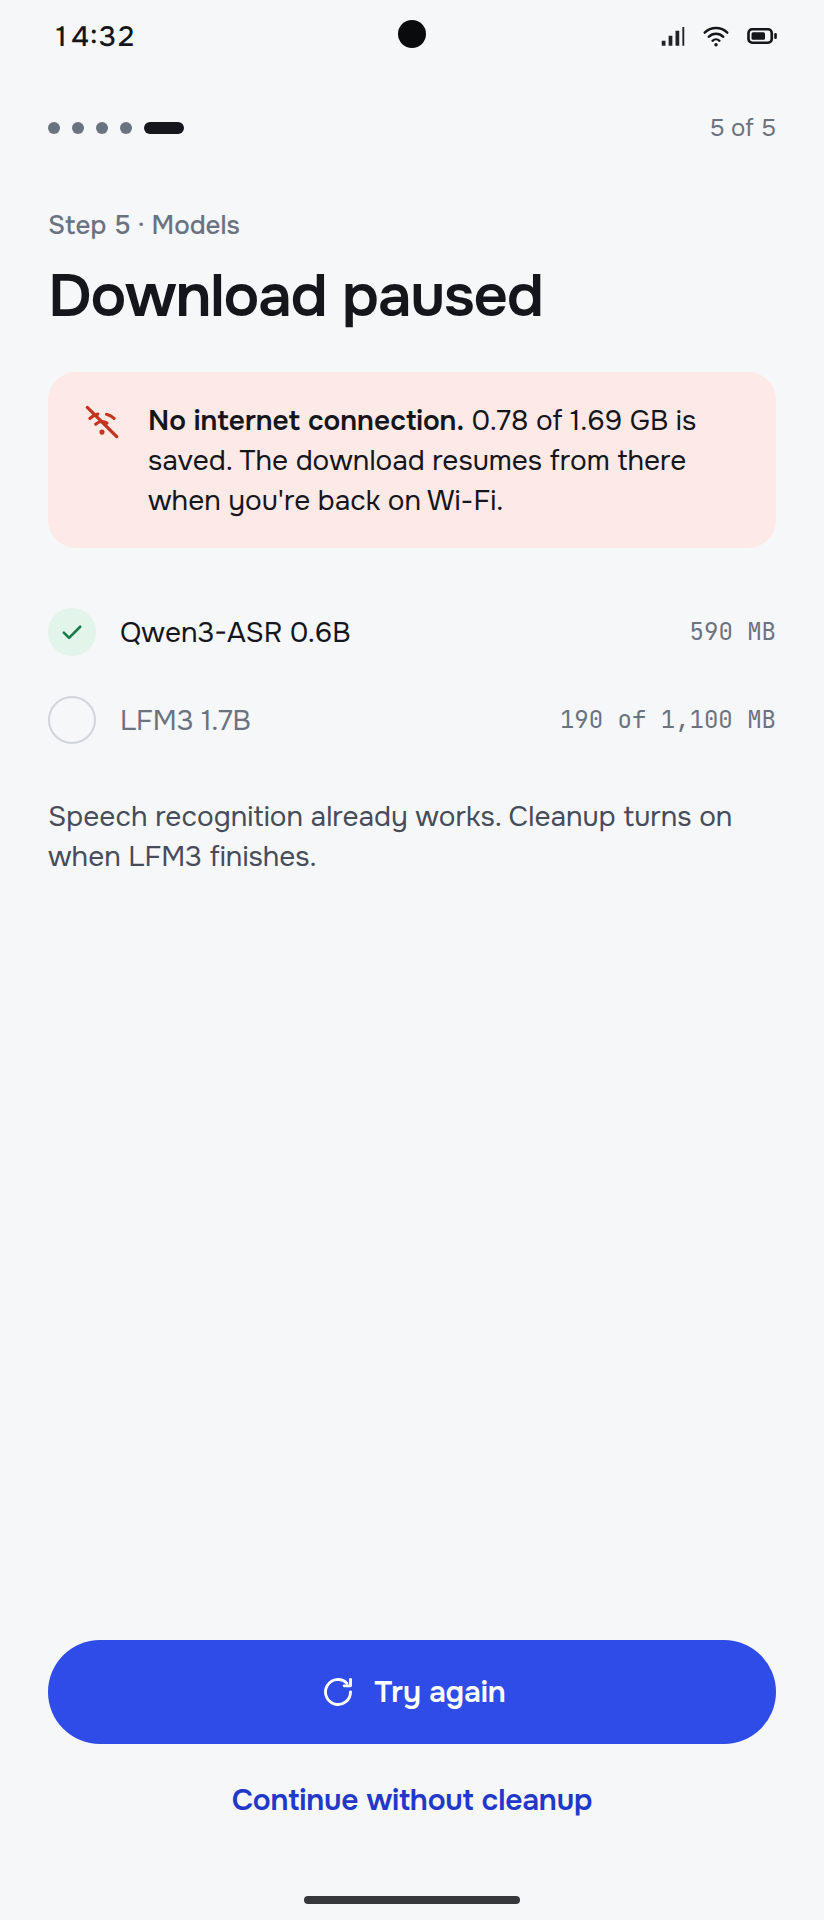 14:32
5 of 5
Step 5 · Models
Download paused
No internet connection. 0.78 of 1.69 GB is
saved. The download resumes from there
when you're back on Wi-Fi.
Qwen3-ASR 0.6B 590 MB
LFM3 1.7B 190 of 1,100 MB
Speech recognition already works. Cleanup turns on
when LFM3 finishes.
Try again
Continue without cleanup